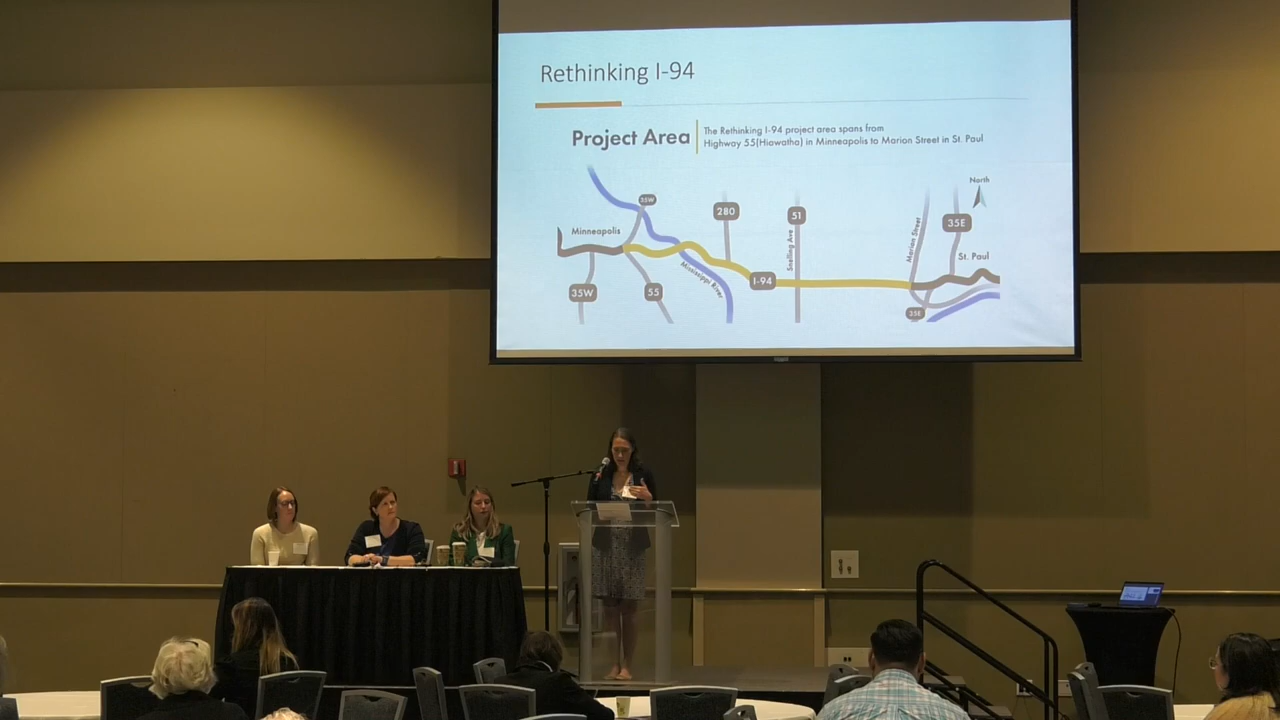 Rethinking I-94
Project Area
The Rethinking I-94 project area spans from
Highway 55(Hiawatha) in Minneapolis to Marion Street in St. Paul
North
35W
280
51
35E
Minneapolis
Marion Street
Snelling Ave
St. Paul
Mississippi River
I-94
35W
55
35E